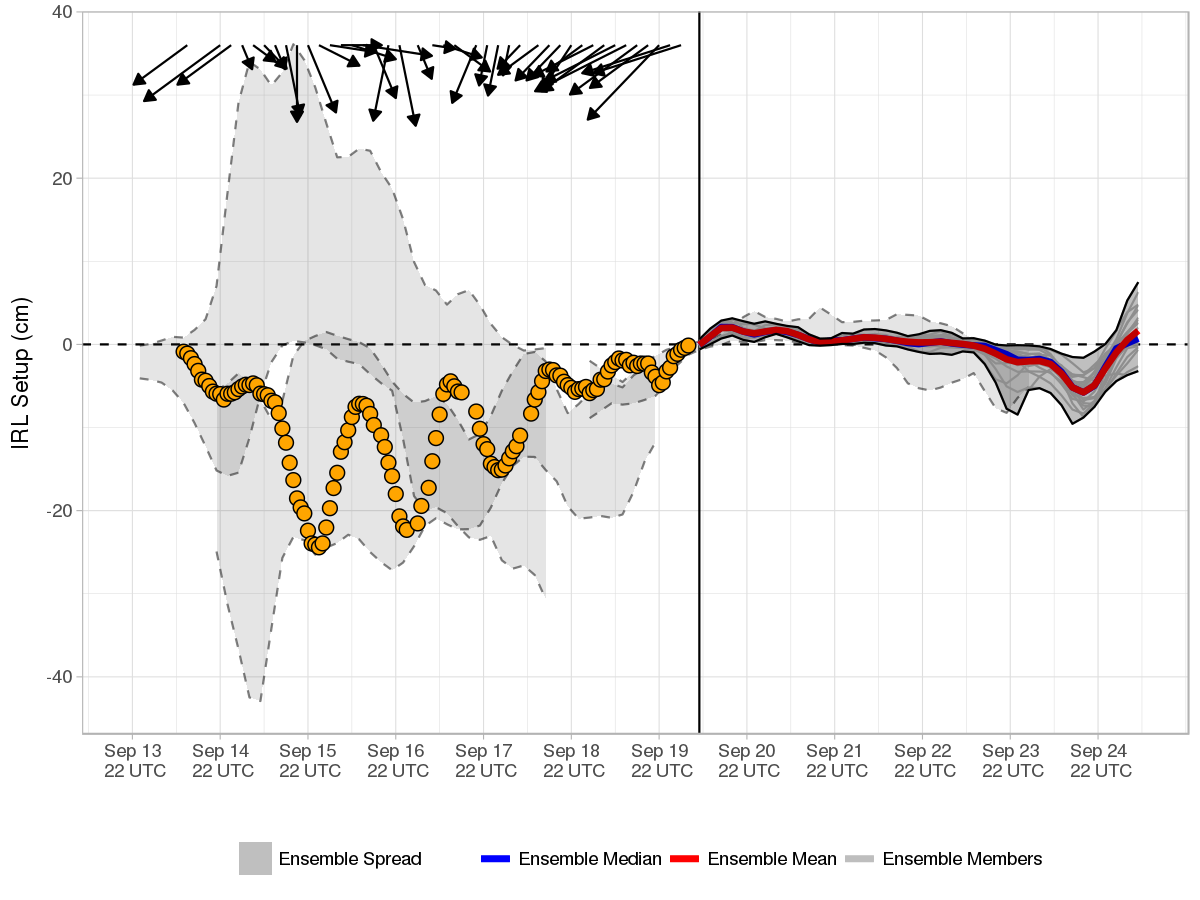 40
20
0
-20
-40
IRL Setup (cm)
Sep 13 Sep 14 Sep 15 Sep 16 Sep 17 Sep 18 Sep 19 Sep 20 Sep 21 Sep 22 Sep 23 Sep 24
22 UTC 22 UTC 22 UTC 22 UTC 22 UTC 22 UTC 22 UTC 22 UTC 22 UTC 22 UTC 22 UTC 22 UTC
Ensemble Spread Ensemble Median Ensemble Mean Ensemble Members